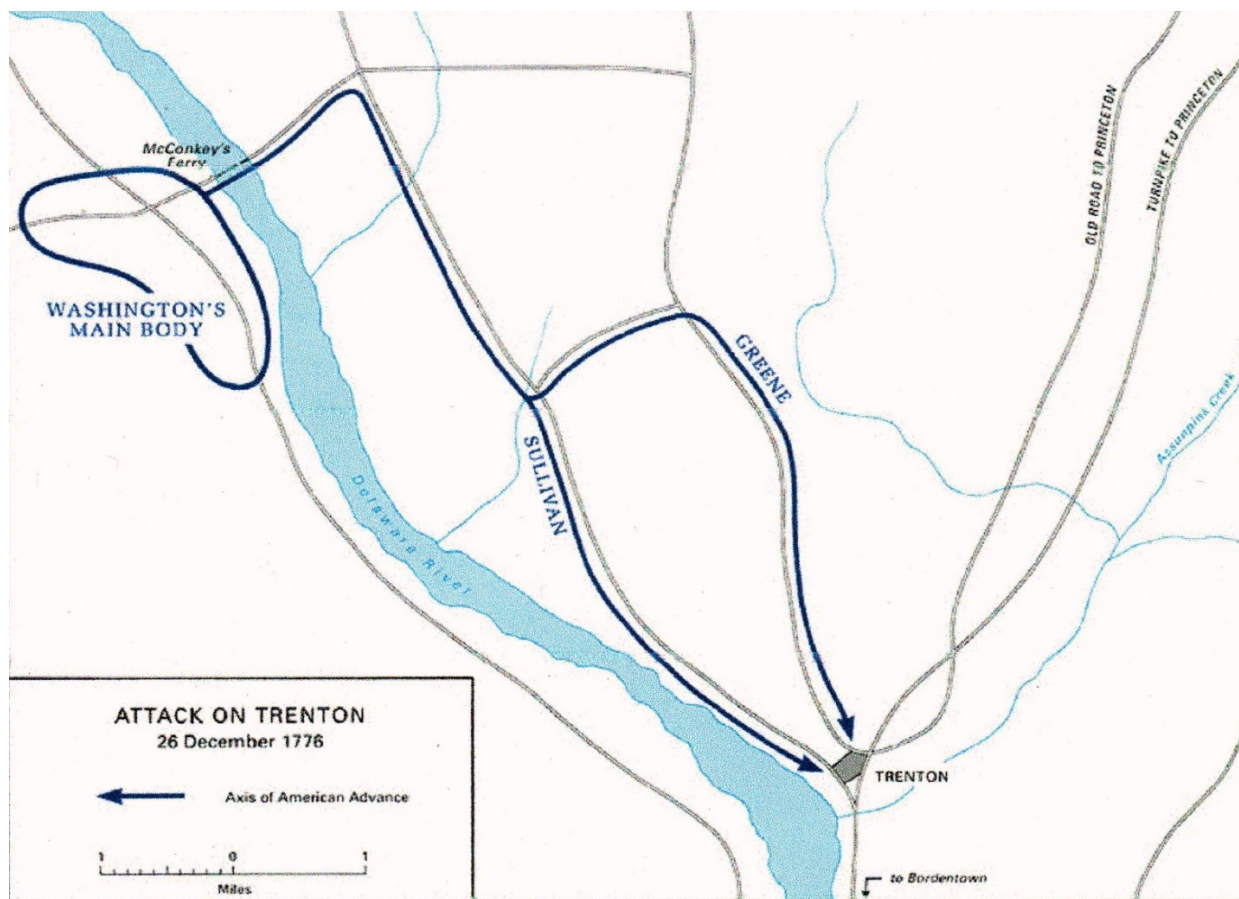 McConkey's
Ferry
WASHINGTON'S
MAIN BODY
OLD ROAD TO PRINCETON
TURNPIKE TO PRINCETON
GREENE
SULLIVAN
Assunpink Creek
Delaware River
TRENTON
to Bordentown
ATTACK ON TRENTON
26 December 1776
Axis of American Advance
1 0 1
Miles